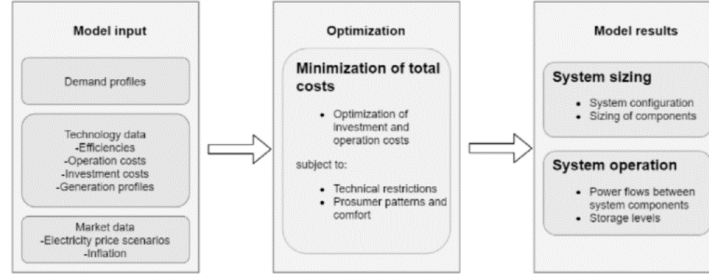 Model input
Demand profiles
Technology data
-Efficiencies
-Operation costs
-Investment costs
-Generation profiles
Market data
-Electricity price scenarios
-Inflation
Optimization
Minimization of total
costs
• Optimization of
investment and
operation costs
subject to:
• Technical restrictions
• Prosumer patterns and
comfort
Model results
System sizing
• System configuration
• Sizing of components
System operation
• Power flows between
system components
• Storage levels